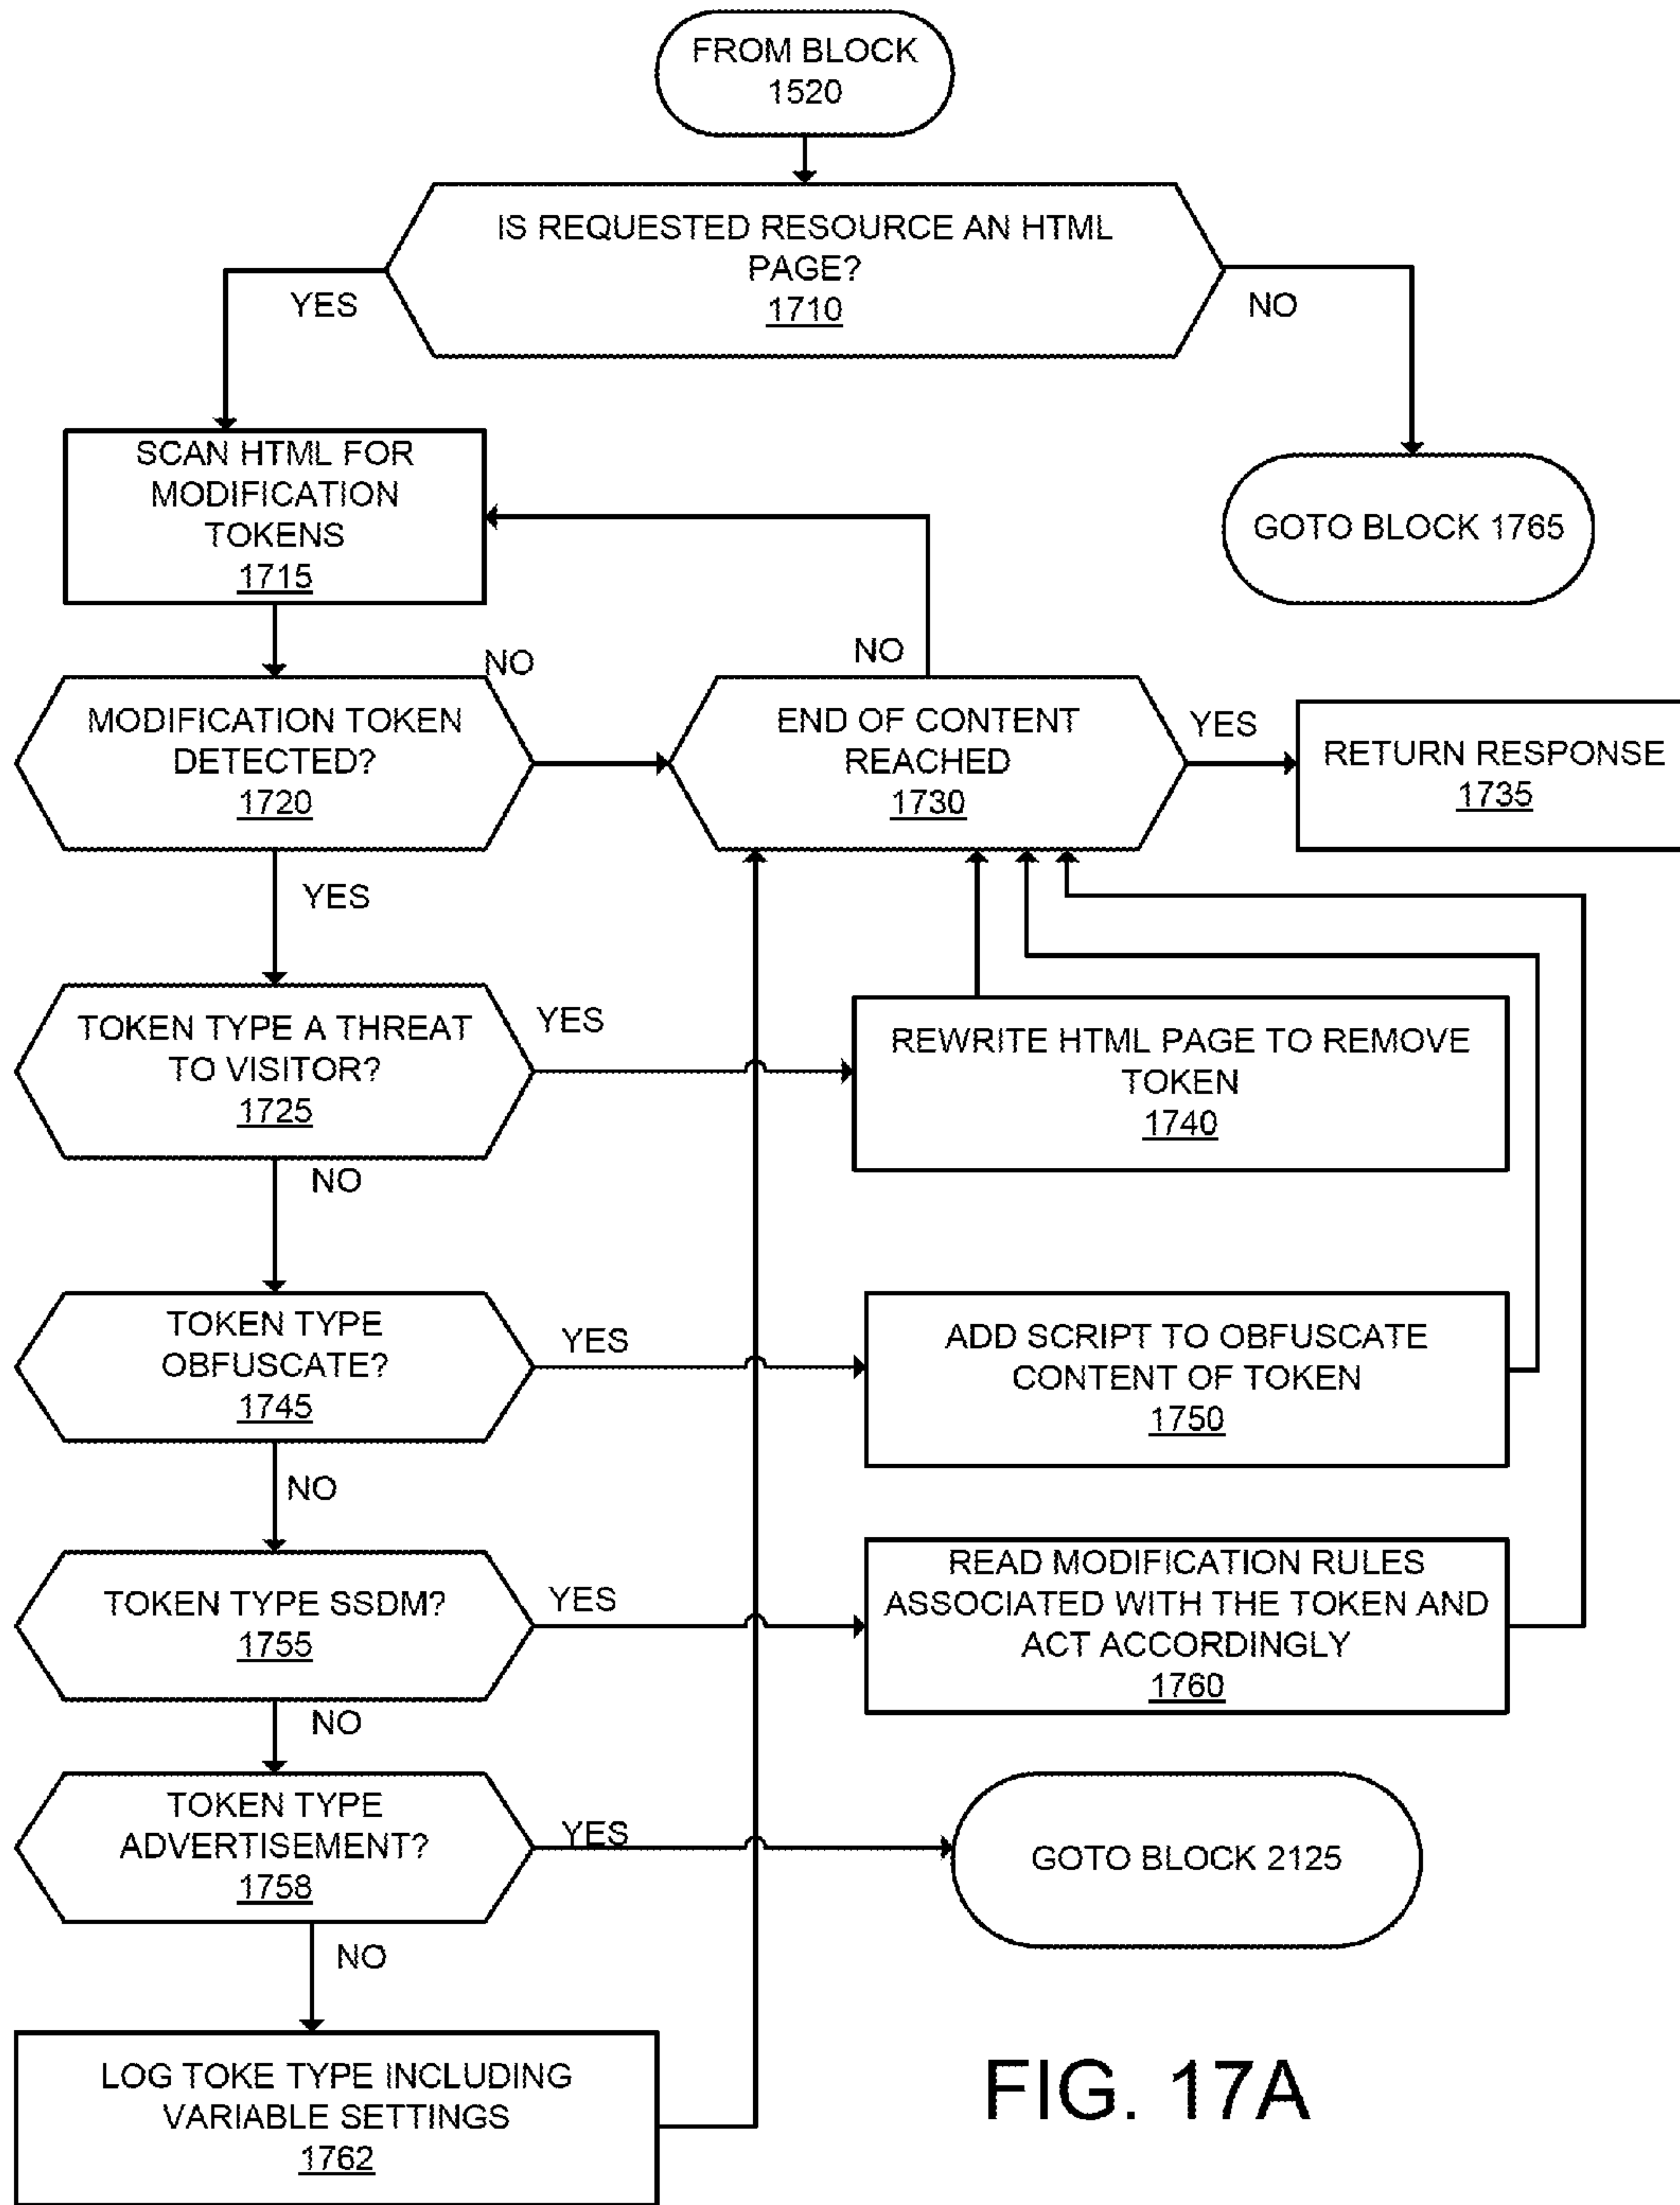 FROM BLOCK
1520
IS REQUESTED RESOURCE AN HTML
PAGE?
1710
YES
NO
SCAN HTML FOR
MODIFICATION
TOKENS
1715
GOTO BLOCK 1765
NO
NO
MODIFICATION TOKEN
DETECTED?
1720
END OF CONTENT
REACHED
1730
YES
RETURN RESPONSE
1735
YES
TOKEN TYPE A THREAT
TO VISITOR?
1725
YES
REWRITE HTML PAGE TO REMOVE
TOKEN
1740
NO
TOKEN TYPE
OBFUSCATE?
1745
YES
ADD SCRIPT TO OBFUSCATE
CONTENT OF TOKEN
1750
NO
TOKEN TYPE SSDM?
1755
YES
READ MODIFICATION RULES
ASSOCIATED WITH THE TOKEN AND
ACT ACCORDINGLY
1760
NO
TOKEN TYPE
ADVERTISEMENT?
1758
YES
GOTO BLOCK 2125
NO
LOG TOKE TYPE INCLUDING
VARIABLE SETTINGS
1762
FIG. 17A